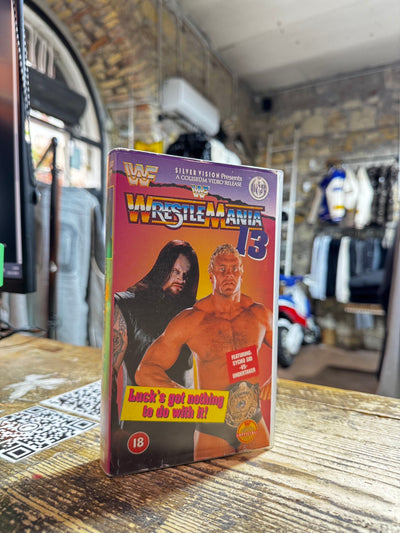 WWF
SILVER VISION Presents
A COLISEUM VIDEO RELEASE
WWF
WRESTLEMANIA
13
FEATURING:
SYCHO SID
-VS-
UNDERTAKER
Luck's got nothing
to do with it!
18